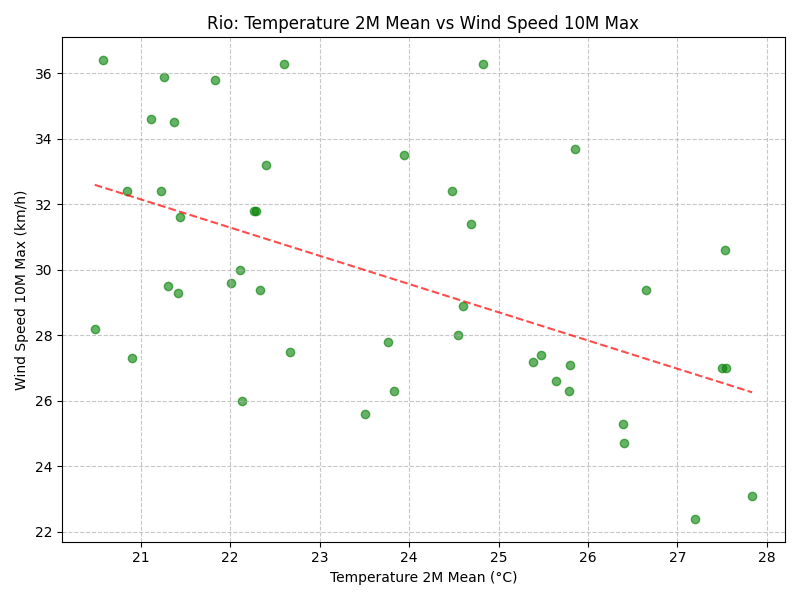 Rio: Temperature 2M Mean vs Wind Speed 10M Max
Wind Speed 10M Max (km/h)
36
34
32
30
28
26
24
22
21 22 23 24 25 26 27 28
Temperature 2M Mean (°C)